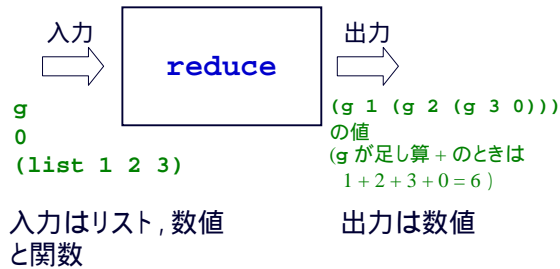 入力
出力
reduce
g
0
(list 1 2 3)
(g 1 (g 2 (g 3 0)))
の値
(g が足し算 + のときは
1 + 2 + 3 + 0 = 6 )
入力はリスト , 数値
と関数
出力は数値